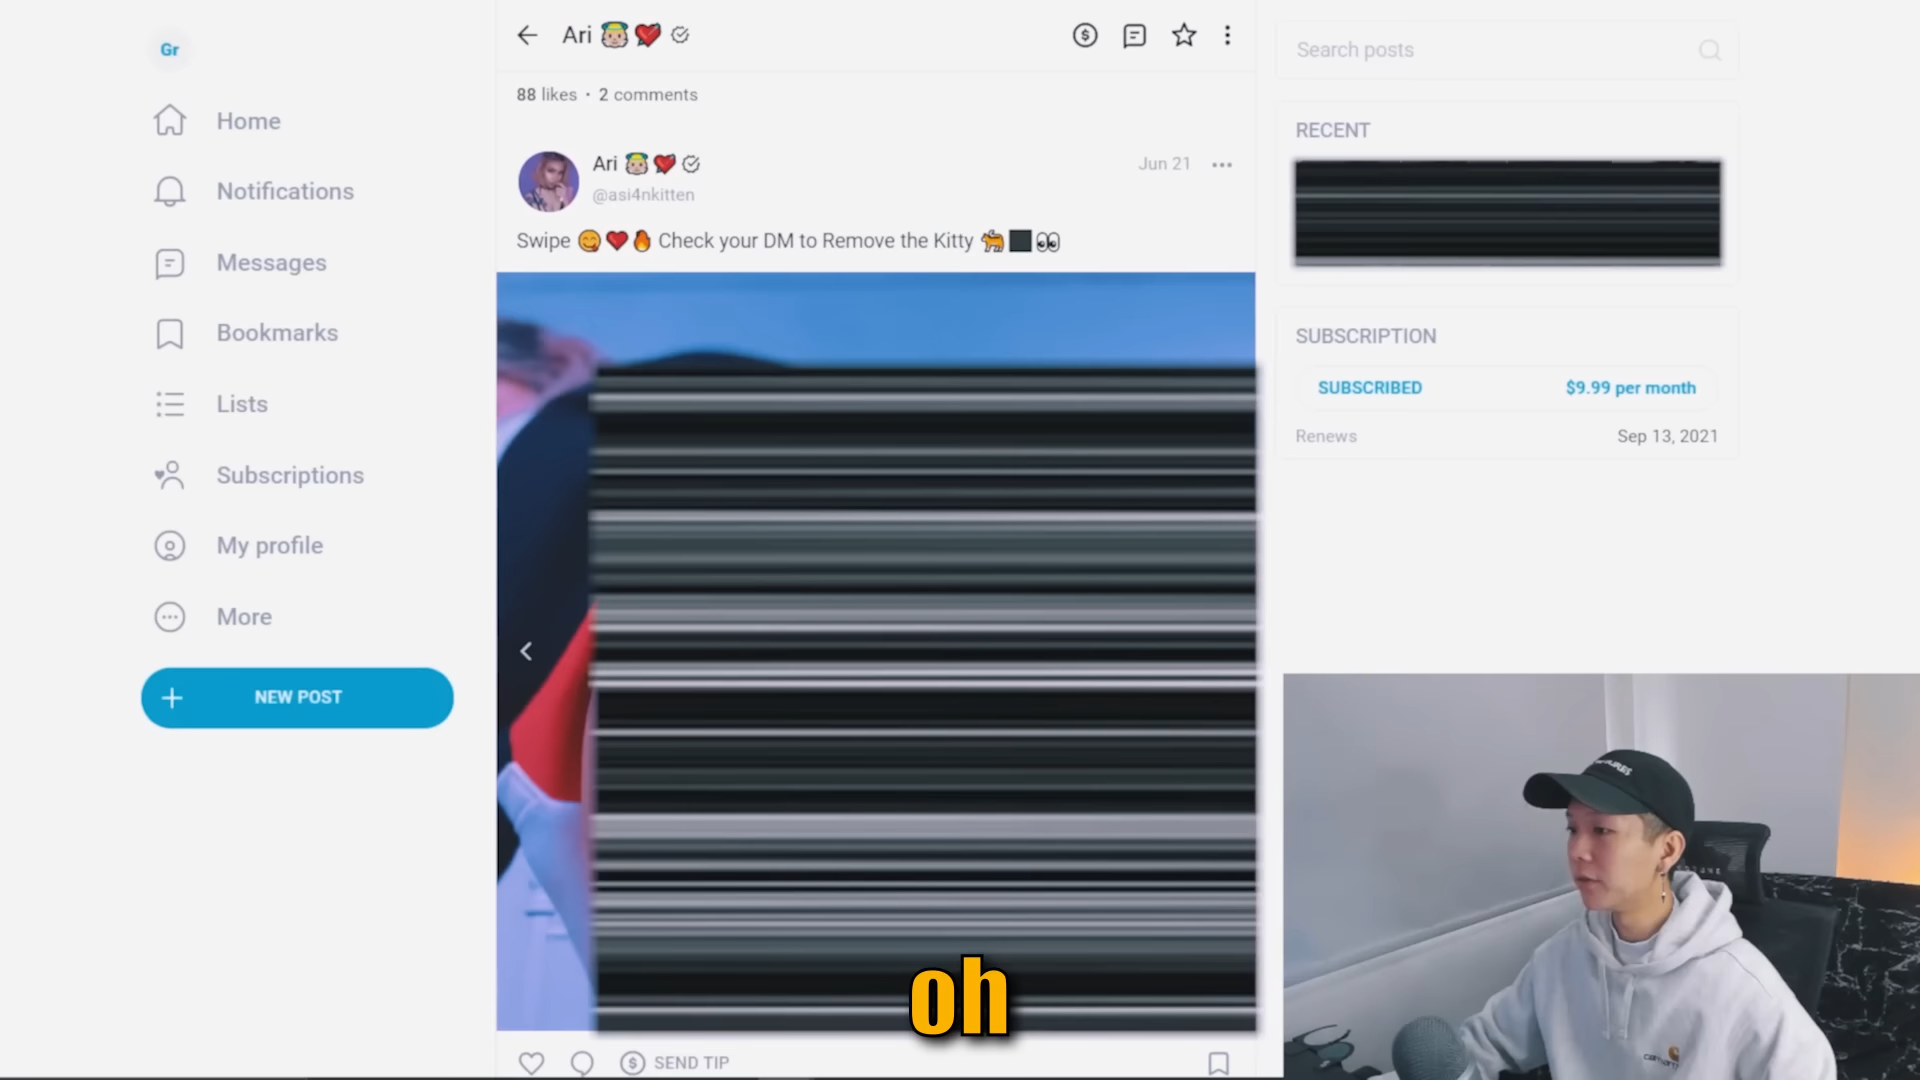 Gr
Home
Notifications
Messages
Bookmarks
Lists
Subscriptions
My profile
More
NEW POST
Ari
88 likes • 2 comments
Ari
Jun 21
@asi4nkitten
Swipe 😋❤️🔥 Check your DM to Remove the Kitty 🐈⬛👀
SEND TIP
oh
Search posts
RECENT
SUBSCRIPTION
SUBSCRIBED $9.99 per month
Renews Sep 13, 2021
carhartt